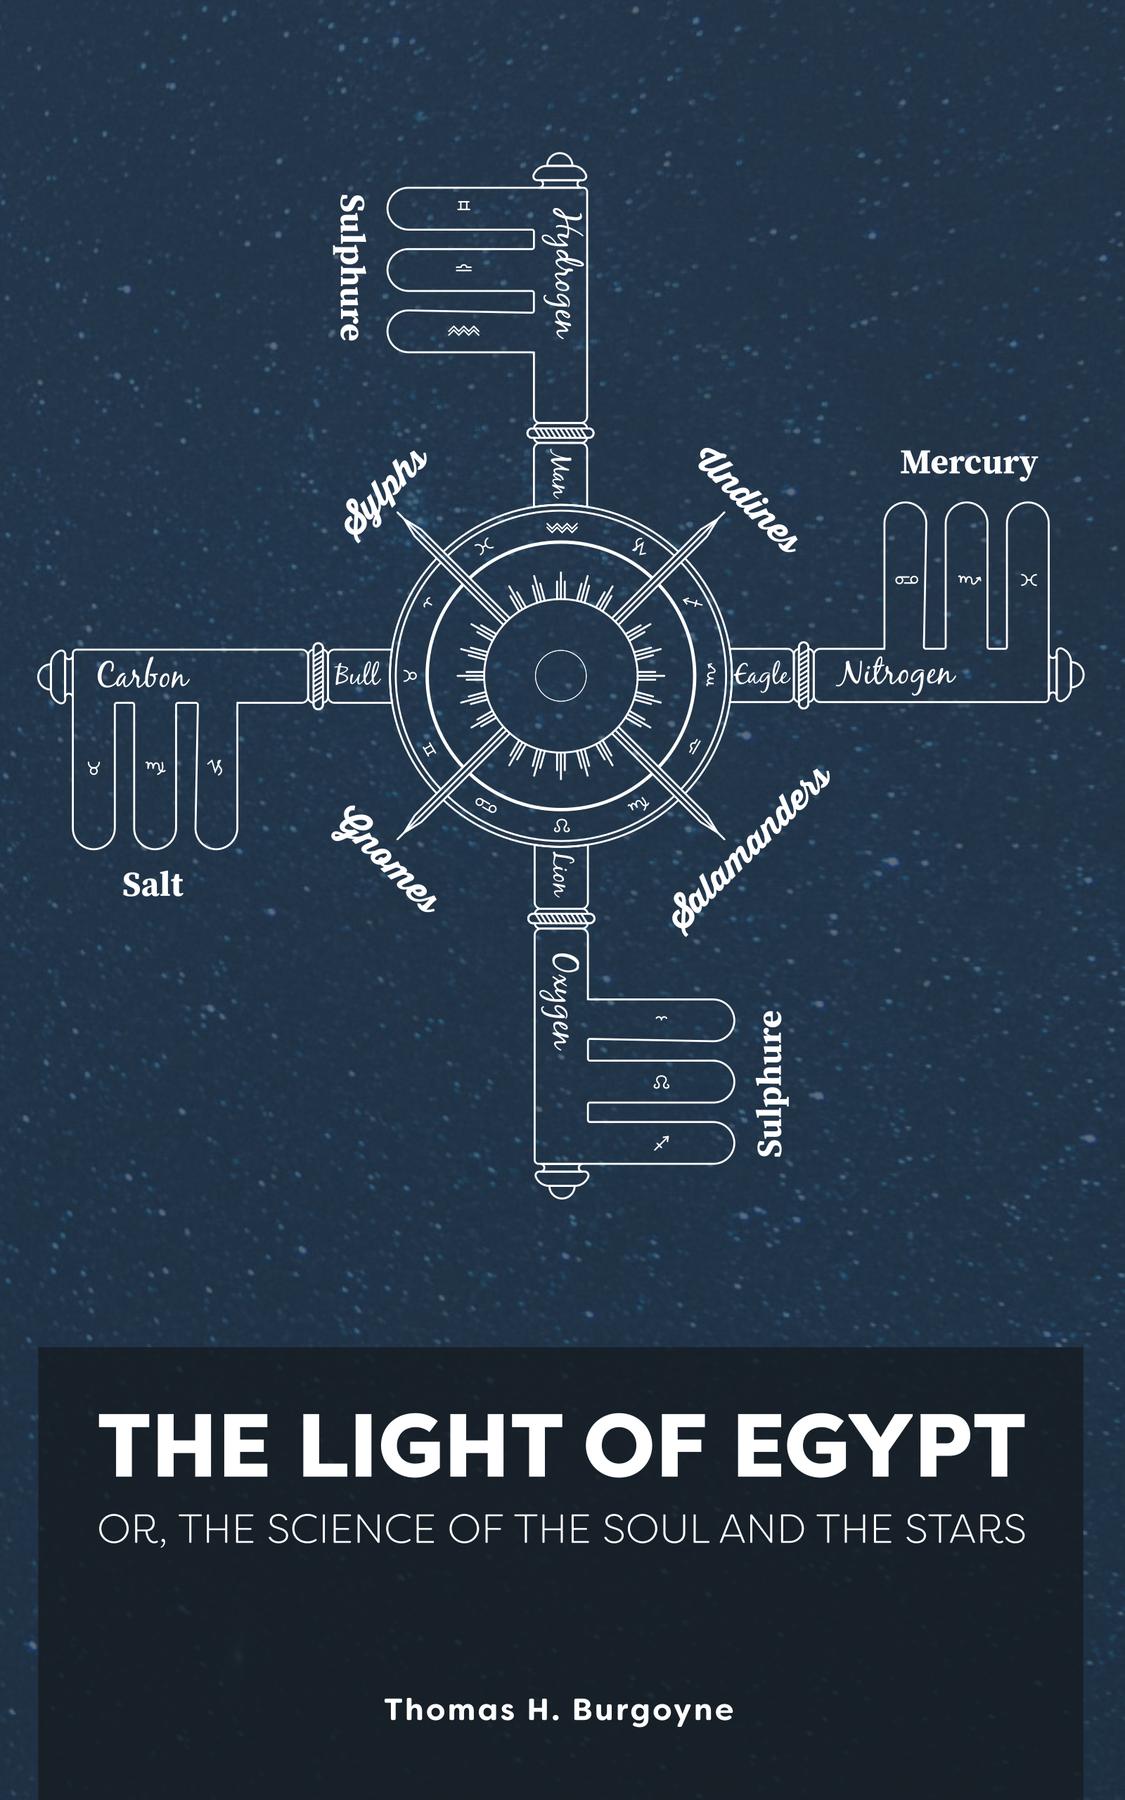 Sulphure
♊
Hydrogen
♎
♒
Man
Sylphs
Undines
Mercury
♋
♏
♓
♓
♒
♑
♈
♐
Carbon
Bull
♉
♏
Eagle
Nitrogen
♉
♍
♑
♊
♎
♋
♌
♍
Gnomes
Salamanders
Salt
Lion
Oxygen
♈
♌
♐
Sulphure
THE LIGHT OF EGYPT
OR, THE SCIENCE OF THE SOUL AND THE STARS
Thomas H. Burgoyne